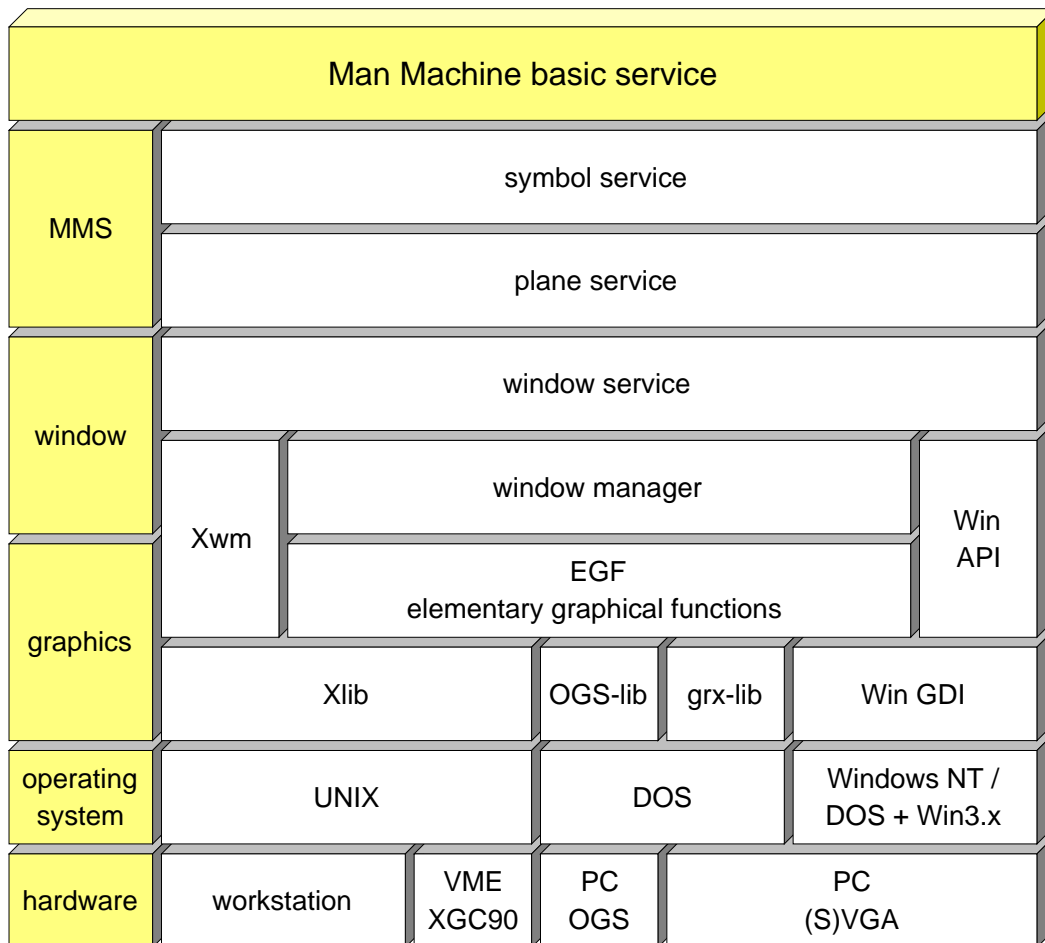 Man Machine basic service
MMS
symbol service
plane service
window
window service
Xwm
window manager
Win
API
graphics
EGF
elementary graphical functions
Xlib
OGS-lib
grx-lib
Win GDI
operating
system
UNIX
DOS
Windows NT /
DOS + Win3.x
hardware
workstation
VME
XGC90
PC
OGS
PC
(S)VGA